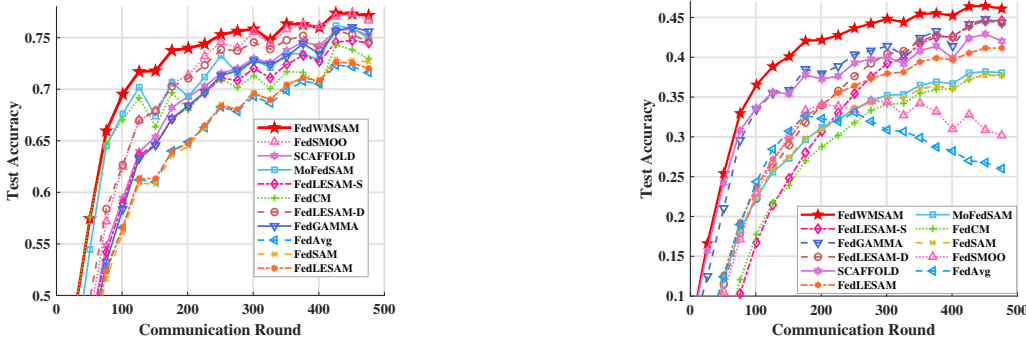 0.75
0.7
0.65
0.6
0.55
0.5
Test Accuracy
0
100
200
300
400
500
Communication Round
FedWMSAM
FedSMOO
SCAFFOLD
MoFedSAM
FedLESAM-S
FedCM
FedLESAM-D
FedGAMMA
FedAvg
FedSAM
FedLESAM
0.45
0.4
0.35
0.3
0.25
0.2
0.15
0.1
Test Accuracy
0
100
200
300
400
500
Communication Round
FedWMSAM
FedLESAM-S
FedGAMMA
FedLESAM-D
SCAFFOLD
FedLESAM
MoFedSAM
FedCM
FedSAM
FedSMOO
FedAvg